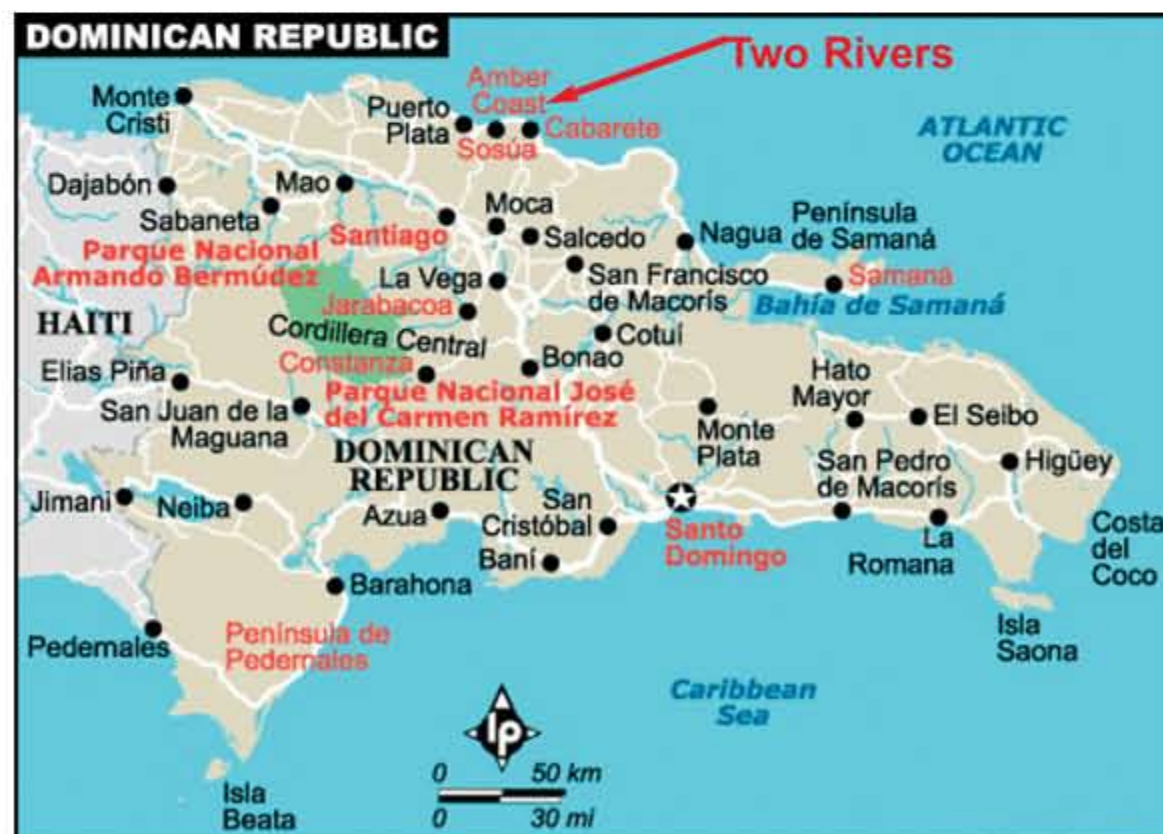 DOMINICAN REPUBLIC
Two Rivers
Amber
Coast
Monte
Cristi
Puerto
Plata
Sosúa
Cabarete
ATLANTIC
OCEAN
Dajabón
Mao
Sabaneta
Moca
Santiago
Salcedo
Nagua
Península
de Samaná
Parque Nacional
Armando Bermúdez
La Vega
San Francisco
de Macorís
Samaná
Bahía de Samaná
Jarabacoa
HAITI
Cordillera Central
Cotuí
Constanza
Bonao
Elias Piña
Hato
Mayor
Parque Nacional José
del Carmen Ramírez
San Juan de la
Maguana
El Seibo
Monte
Plata
DOMINICAN
REPUBLIC
San Pedro
de Macorís
Higüey
Jimani
Neiba
Azua
San
Cristóbal
Santo
Domingo
La
Romana
Costa
del
Coco
Baní
Barahona
Pedernales
Península de
Pedernales
Isla
Saona
Caribbean
Sea
lp
0 50 km
0 30 mi
Isla
Beata